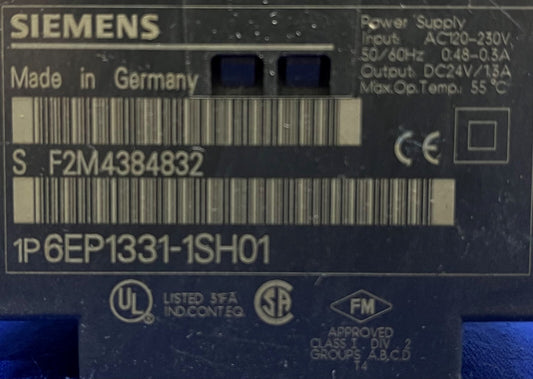 SIEMENS
Power Supply
Input: AC120-230V
50/60Hz 0.48-0.3A
Output: DC24V/1.3A
Max.Op.Temp.: 55 °C
Made in Germany
CE
S F2M4384832
1P 6EP1331-1SH01
UL LISTED 31FA
IND.CONT.EQ.
SA
FM
APPROVED
CLASS I DIV 2
GROUPS A,B,C,D
T4